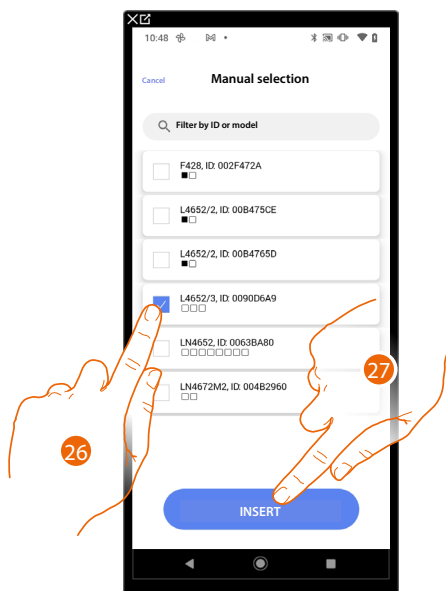 10:48
Cancel
Manual selection
Filter by ID or model
F428, ID: 002F472A
L4652/2, ID: 00B475CE
L4652/2, ID: 00B4765D
L4652/3, ID: 0090D6A9
LN4652, ID: 0063BA80
LN4672M2, ID: 004B2960
27
26
INSERT